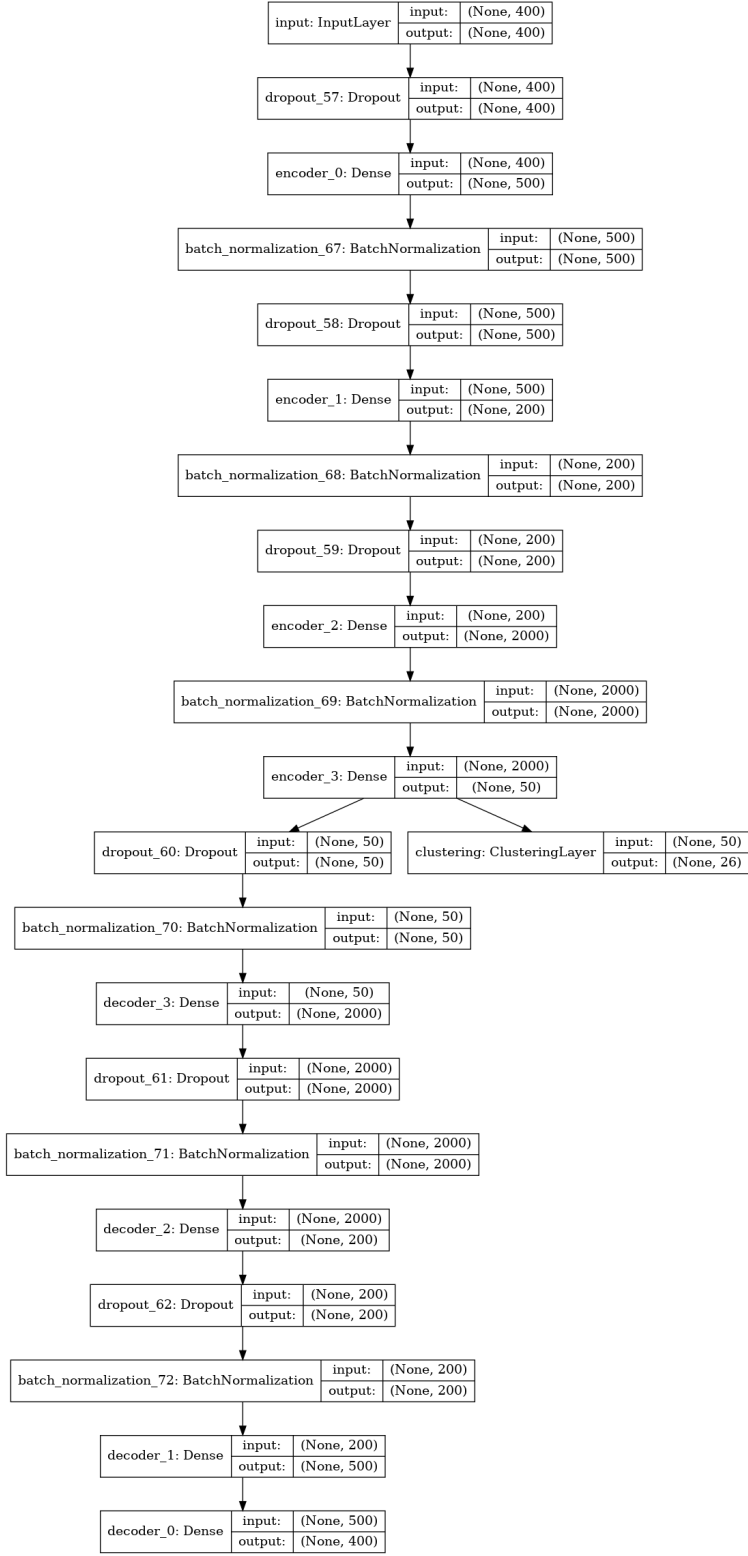 input: InputLayer
input: (None, 400)
output: (None, 400)
dropout_57: Dropout
input: (None, 400)
output: (None, 400)
encoder_0: Dense
input: (None, 400)
output: (None, 500)
batch_normalization_67: BatchNormalization
input: (None, 500)
output: (None, 500)
dropout_58: Dropout
input: (None, 500)
output: (None, 500)
encoder_1: Dense
input: (None, 500)
output: (None, 200)
batch_normalization_68: BatchNormalization
input: (None, 200)
output: (None, 200)
dropout_59: Dropout
input: (None, 200)
output: (None, 200)
encoder_2: Dense
input: (None, 200)
output: (None, 2000)
batch_normalization_69: BatchNormalization
input: (None, 2000)
output: (None, 2000)
encoder_3: Dense
input: (None, 2000)
output: (None, 50)
dropout_60: Dropout
input: (None, 50)
output: (None, 50)
clustering: ClusteringLayer
input: (None, 50)
output: (None, 26)
batch_normalization_70: BatchNormalization
input: (None, 50)
output: (None, 50)
decoder_3: Dense
input: (None, 50)
output: (None, 2000)
dropout_61: Dropout
input: (None, 2000)
output: (None, 2000)
batch_normalization_71: BatchNormalization
input: (None, 2000)
output: (None, 2000)
decoder_2: Dense
input: (None, 2000)
output: (None, 200)
dropout_62: Dropout
input: (None, 200)
output: (None, 200)
batch_normalization_72: BatchNormalization
input: (None, 200)
output: (None, 200)
decoder_1: Dense
input: (None, 200)
output: (None, 500)
decoder_0: Dense
input: (None, 500)
output: (None, 400)